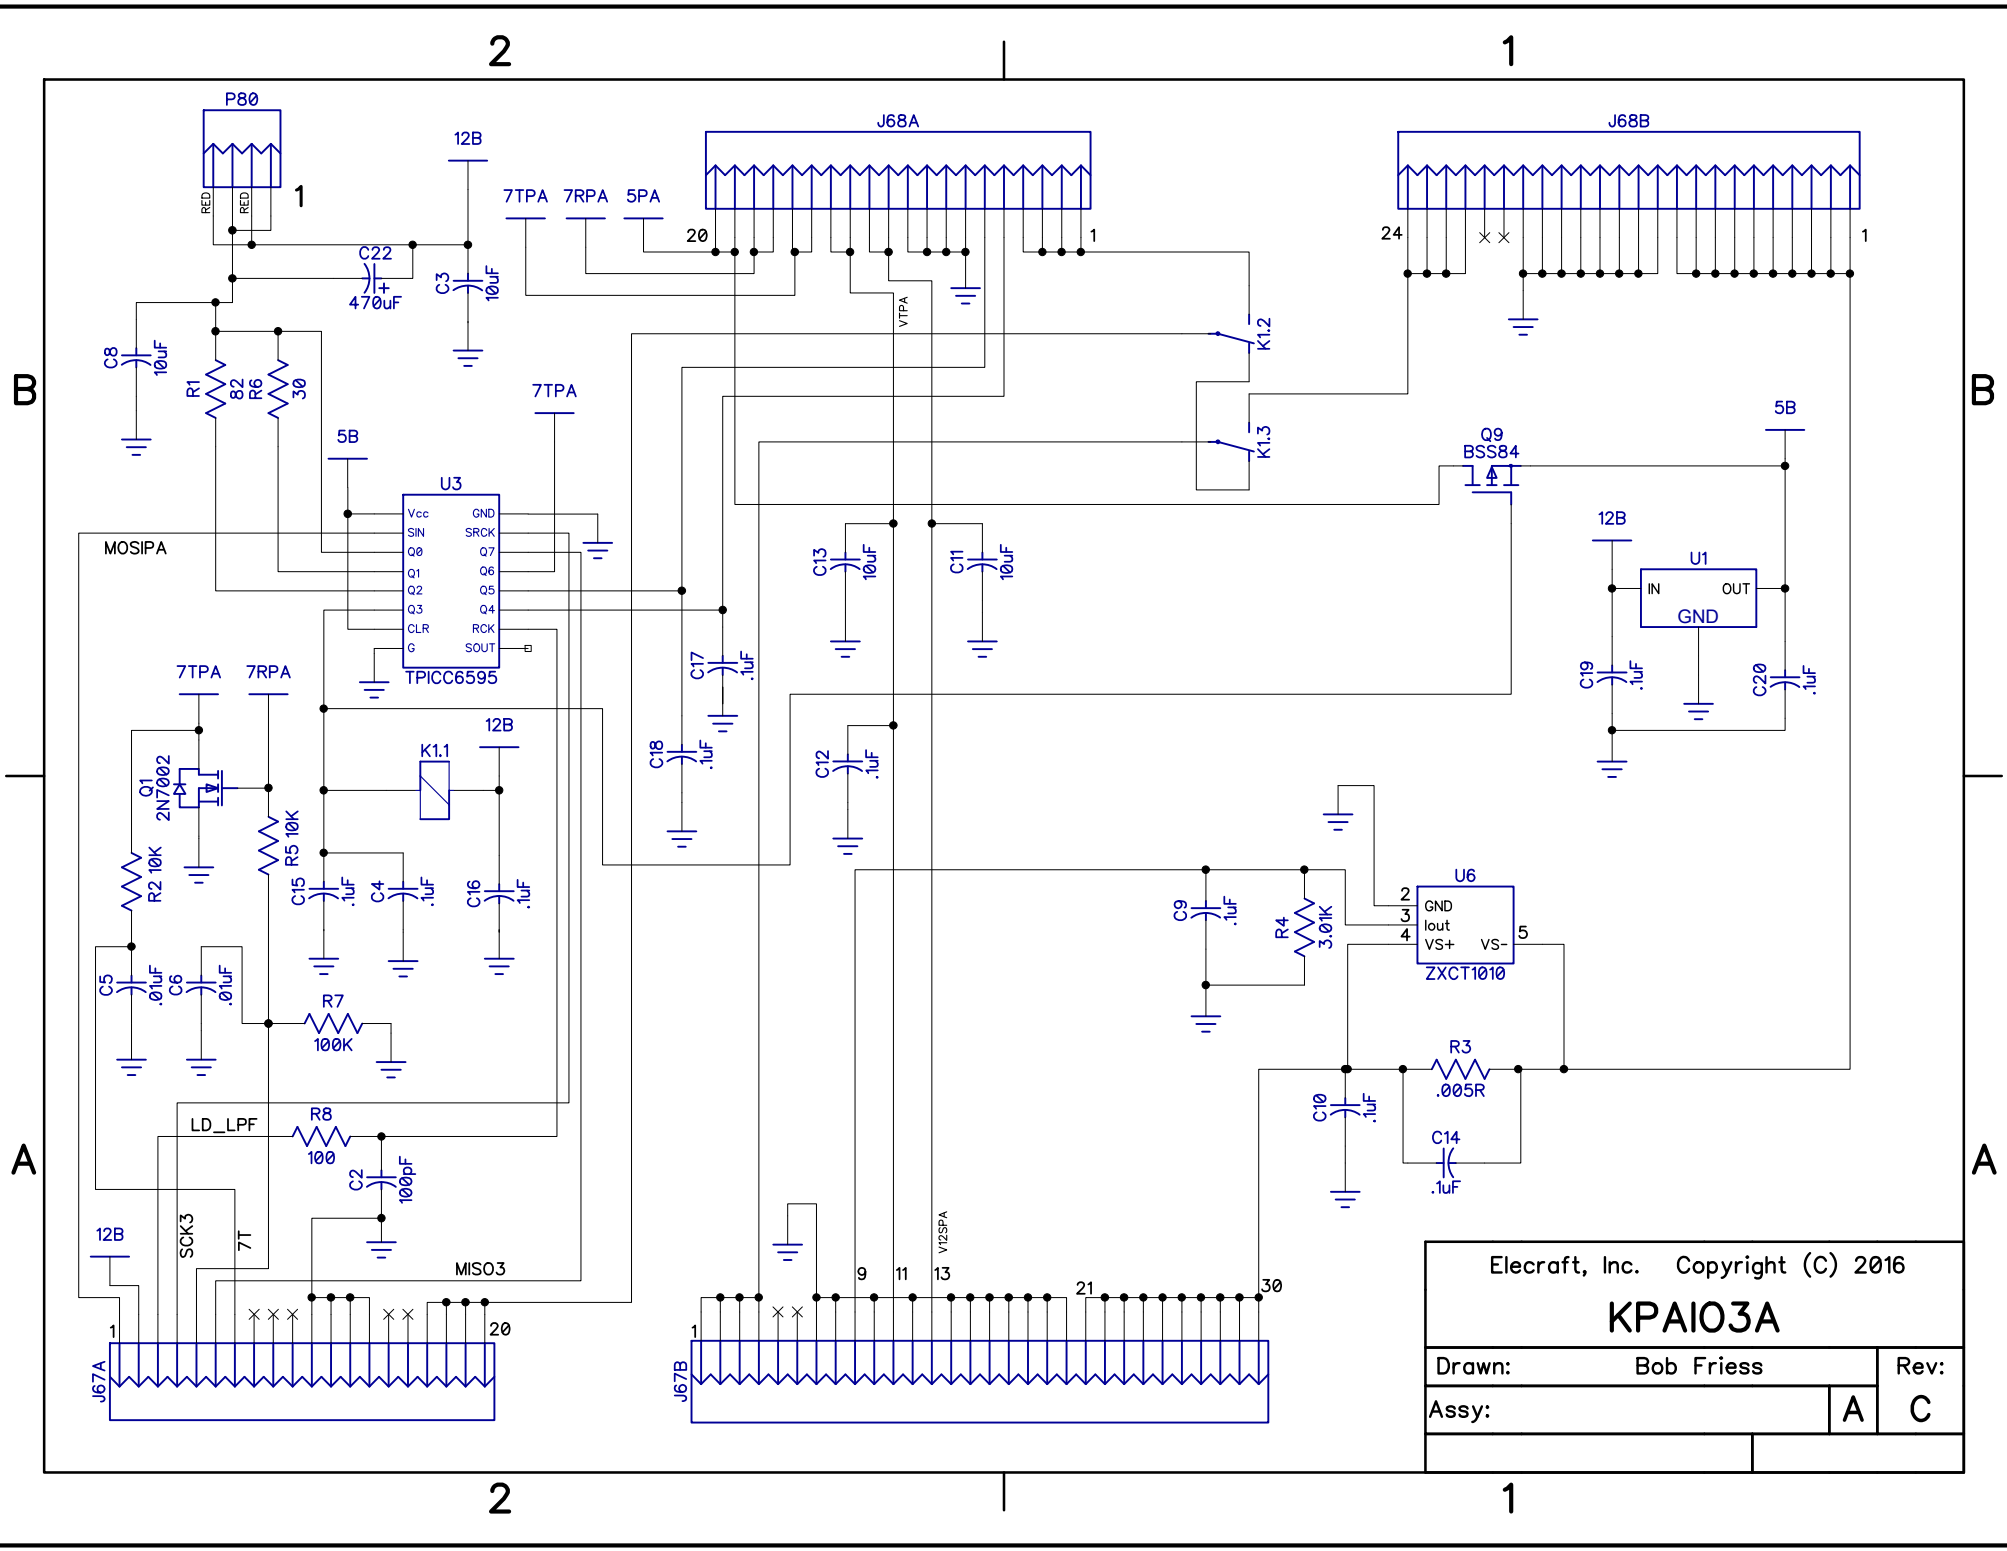 2 1
P80
RED RED
1
12B
C22
470uF
C3 10uF
C8 10uF
R1 82
R6 30
7TPA 7RPA 5PA
J68A
20 1
VTPA
K1.2
K1.3
J68B
24 1
B B
7TPA
5B
U3
Vcc GND
SIN SRCK
Q0 Q7
Q1 Q6
Q2 Q5
Q3 Q4
CLR RCK
G SOUT
TPICC6595
MOSIPA
Q9
BSS84
5B
12B
U1
IN OUT
GND
C19 .1uF
C20 .1uF
C13 10uF
C11 10uF
C17 .1uF
C18 .1uF
C12 .1uF
7TPA 7RPA
Q1
2N7002
R2 10K
R5 10K
K1.1
12B
C15 .1uF
C4 .1uF
C16 .1uF
C5 .01uF
C6 .01uF
R7
100K
C9 .1uF
R4 3.01K
U6
2 GND
3 Iout
4 VS+ VS- 5
ZXCT1010
R3
.005R
C10 .1uF
C14
.1uF
A A
LD_LPF
R8
100
C2 100pF
12B
SCK3
7T
MISO3
1 20
J67A
V12SPA
9 11 13
21 30
1
J67B
Elecraft, Inc. Copyright (C) 2016
KPAIO3A
Drawn: Bob Friess Rev:
Assy: A C
2 1